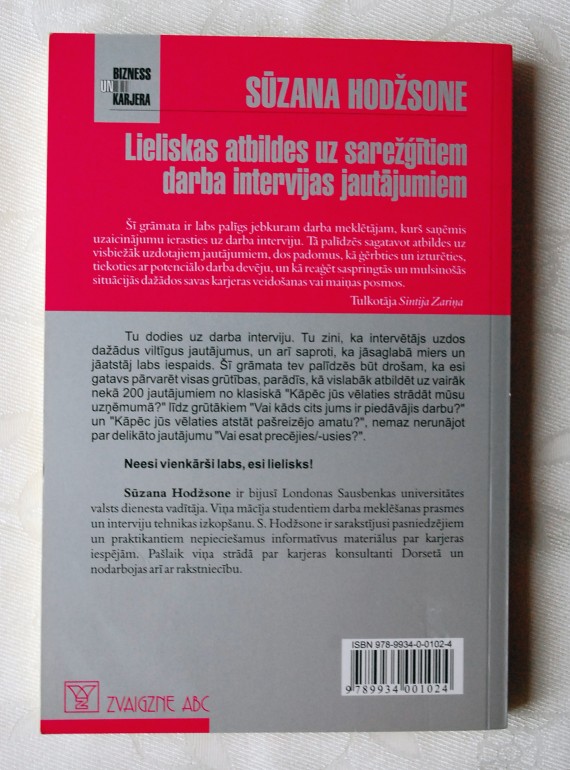 BIZNESS
UN
KARJERA
SŪZANA HODŽSONE
Lieliskas atbildes uz sarežģītiem
darba intervijas jautājumiem
Šī grāmata ir labs palīgs jebkuram darba meklētājam, kurš saņēmis
uzaicinājumu ierasties uz darba interviju. Tā palīdzēs sagatavot atbildes uz
visbiežāk uzdotajiem jautājumiem, dos padomus, kā ģērbties un izturēties,
tiekoties ar potenciālo darba devēju, un kā reaģēt saspringtās un mulsinošās
situācijās dažādos savas karjeras veidošanas vai maiņas posmos.
Tulkotāja Sintija Zariņa
Tu dodies uz darba interviju. Tu zini, ka intervētājs uzdos
dažādus viltīgus jautājumus, un arī saproti, ka jāsaglabā miers un
jāatstāj labs iespaids. Šī grāmata tev palīdzēs būt drošam, ka esi
gatavs pārvarēt visas grūtības, parādīs, kā vislabāk atbildēt uz vairāk
nekā 200 jautājumiem no klasiskā "Kāpēc jūs vēlaties strādāt mūsu
uzņēmumā?" līdz grūtākiem "Vai kāds cits jums ir piedāvājis darbu?"
un "Kāpēc jūs vēlaties atstāt pašreizējo amatu?", nemaz nerunājot
par delikāto jautājumu "Vai esat precējies/-usies?".
Neesi vienkārši labs, esi lielisks!
Sūzana Hodžsone ir bijusī Londonas Sausbenkas universitātes
valsts dienesta vadītāja. Viņa mācīja studentiem darba meklēšanas prasmes
un interviju tehnikas izkopšanu. S. Hodžsone ir sarakstījusi pasniedzējiem
un praktikantiem nepieciešamus informatīvus materiālus par karjeras
iespējām. Pašlaik viņa strādā par karjeras konsultanti Dorsetā un
nodarbojas arī ar rakstniecību.
ISBN 978-9934-0-0102-4
9 789934 001024
ZVAIGZNE ABC